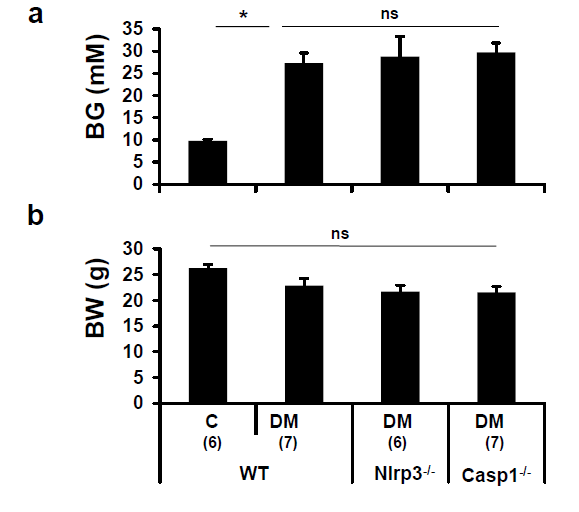 a
* ns
BG (mM)
35
30
25
20
15
10
5
0
b
ns
BW (g)
30
25
20
15
10
5
0
C DM DM DM
(6) (7) (6) (7)
WT Nlrp3-/- Casp1-/-